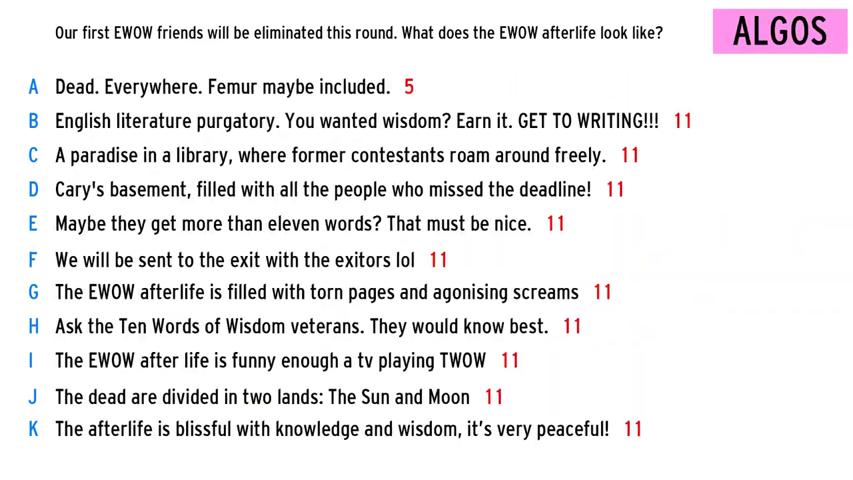 Our first EWOW friends will be eliminated this round. What does the EWOW afterlife look like?
ALGOS
A Dead. Everywhere. Femur maybe included. 5
B English literature purgatory. You wanted wisdom? Earn it. GET TO WRITING!!! 11
C A paradise in a library, where former contestants roam around freely. 11
D Cary's basement, filled with all the people who missed the deadline! 11
E Maybe they get more than eleven words? That must be nice. 11
F We will be sent to the exit with the exitors lol 11
G The EWOW afterlife is filled with torn pages and agonising screams 11
H Ask the Ten Words of Wisdom veterans. They would know best. 11
I The EWOW after life is funny enough a tv playing TWOW 11
J The dead are divided in two lands: The Sun and Moon 11
K The afterlife is blissful with knowledge and wisdom, it’s very peaceful! 11